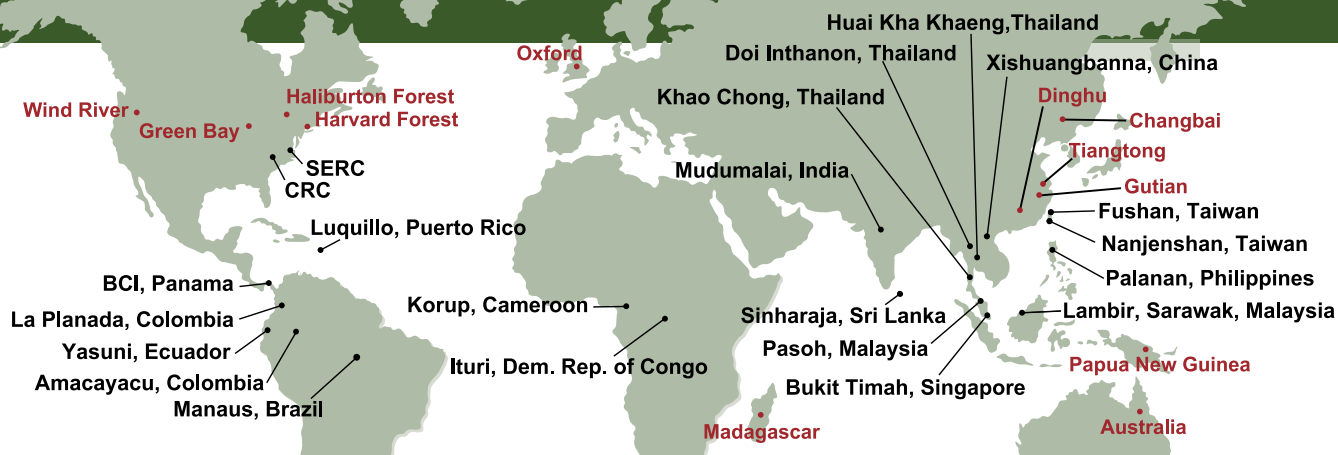 Huai Kha Khaeng,Thailand
Doi Inthanon, Thailand
Oxford
Xishuangbanna, China
Khao Chong, Thailand
Dinghu
Haliburton Forest
Wind River
Harvard Forest
Changbai
Green Bay
Tiangtong
SERC
Mudumalai, India
CRC
Gutian
Fushan, Taiwan
Luquillo, Puerto Rico
Nanjenshan, Taiwan
Palanan, Philippines
BCI, Panama
Korup, Cameroon
Lambir, Sarawak, Malaysia
Sinharaja, Sri Lanka
La Planada, Colombia
Pasoh, Malaysia
Yasuni, Ecuador
Papua New Guinea
Ituri, Dem. Rep. of Congo
Amacayacu, Colombia
Bukit Timah, Singapore
Manaus, Brazil
Australia
Madagascar